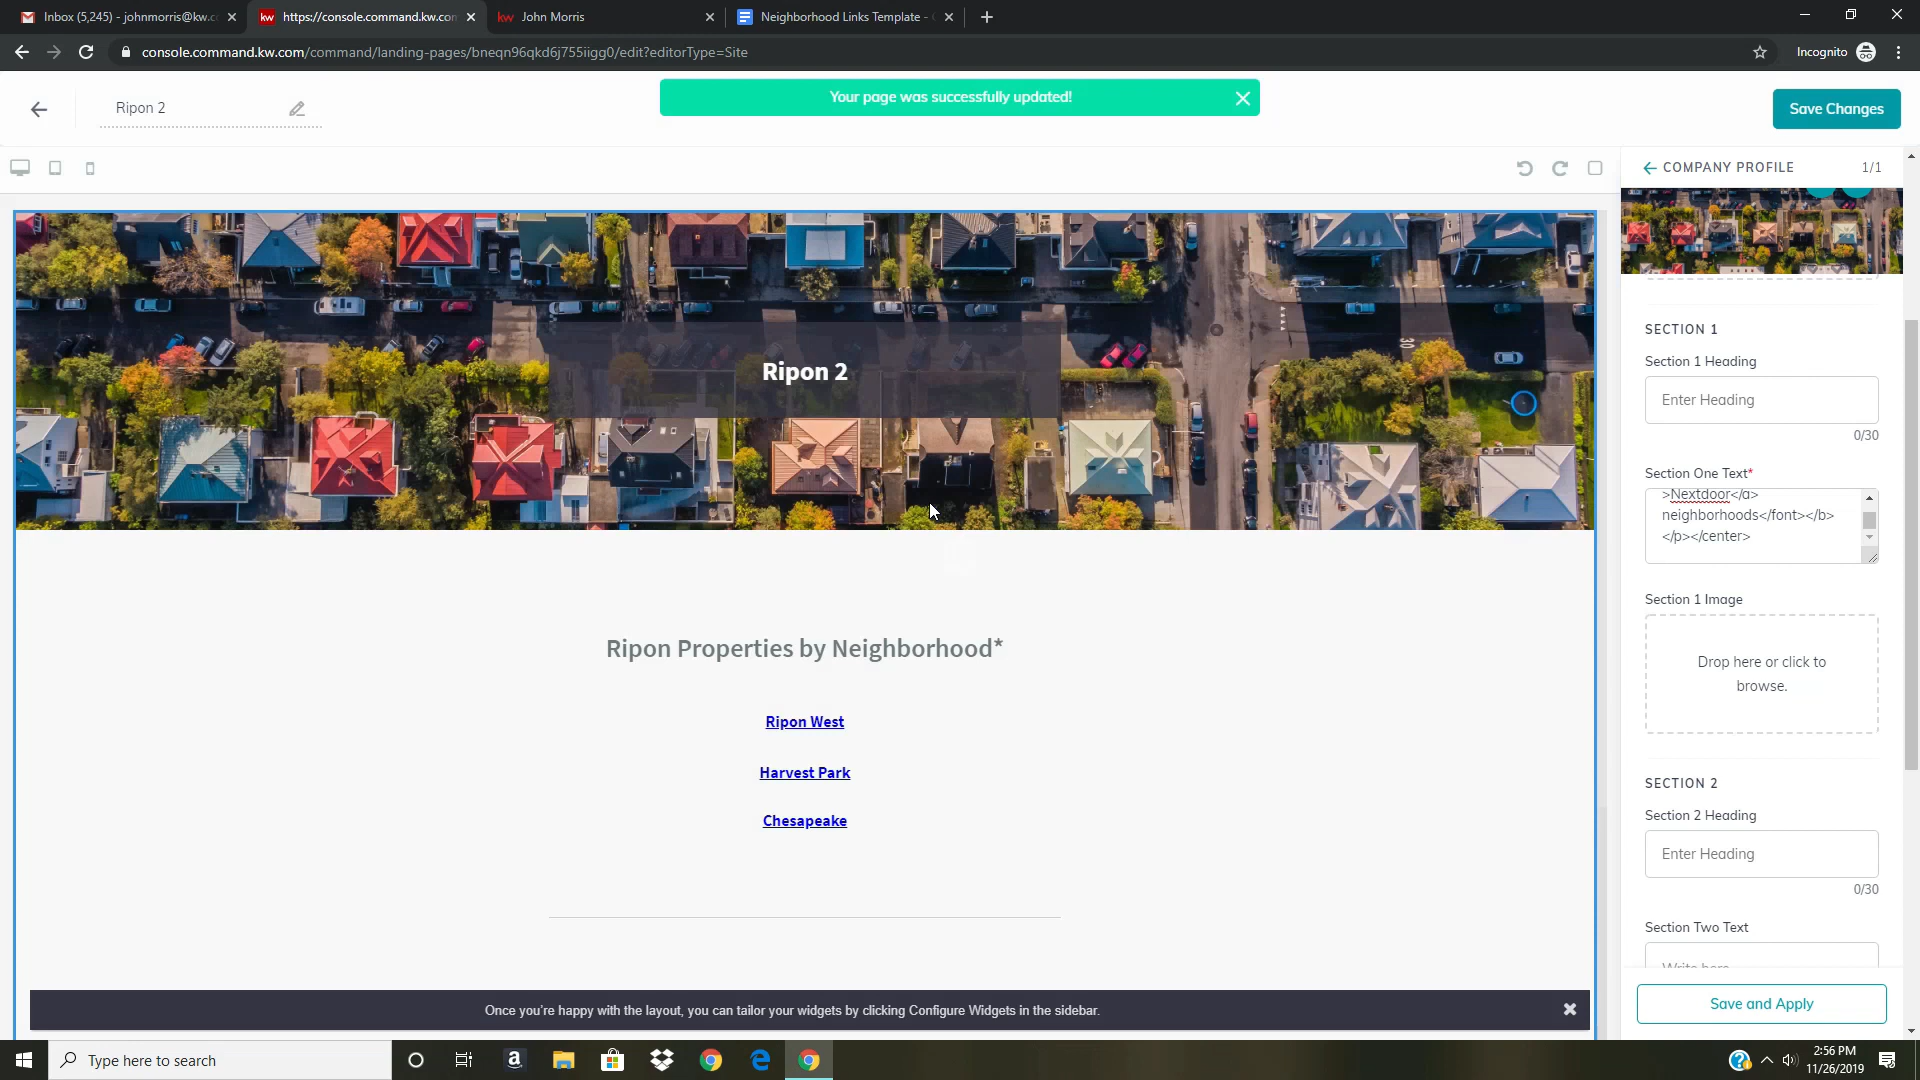 Inbox (5,245) - johnmorris@kw.c
https://console.command.kw.com
John Morris
Neighborhood Links Template -
console.command.kw.com/command/landing-pages/bneqn96qkd6j755iigg0/edit?editorType=Site
Incognito
Ripon 2
Your page was successfully updated!
Save Changes
COMPANY PROFILE
1/1
Ripon 2
Ripon Properties by Neighborhood*
Ripon West
Harvest Park
Chesapeake
SECTION 1
Section 1 Heading
Enter Heading
0/30
Section One Text*
>Nextdoor</a>
neighborhoods</font></b>
</p></center>
Section 1 Image
Drop here or click to
browse.
SECTION 2
Section 2 Heading
Enter Heading
0/30
Section Two Text
Write here
Save and Apply
Once you're happy with the layout, you can tailor your widgets by clicking Configure Widgets in the sidebar.
Type here to search
2:56 PM
11/26/2019